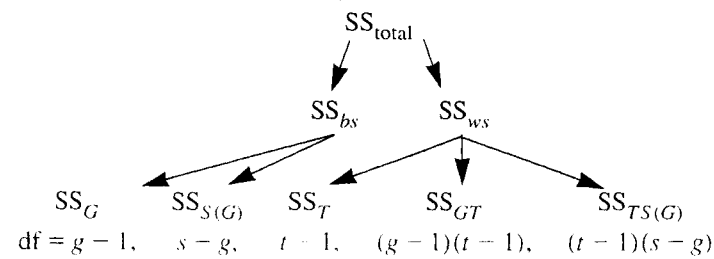 SS_total
SS_bs SS_ws
SS_G SS_S(G) SS_T SS_GT SS_TS(G)
df = g − 1, s − g, t − 1, (g − 1)(t − 1), (t − 1)(s − g)